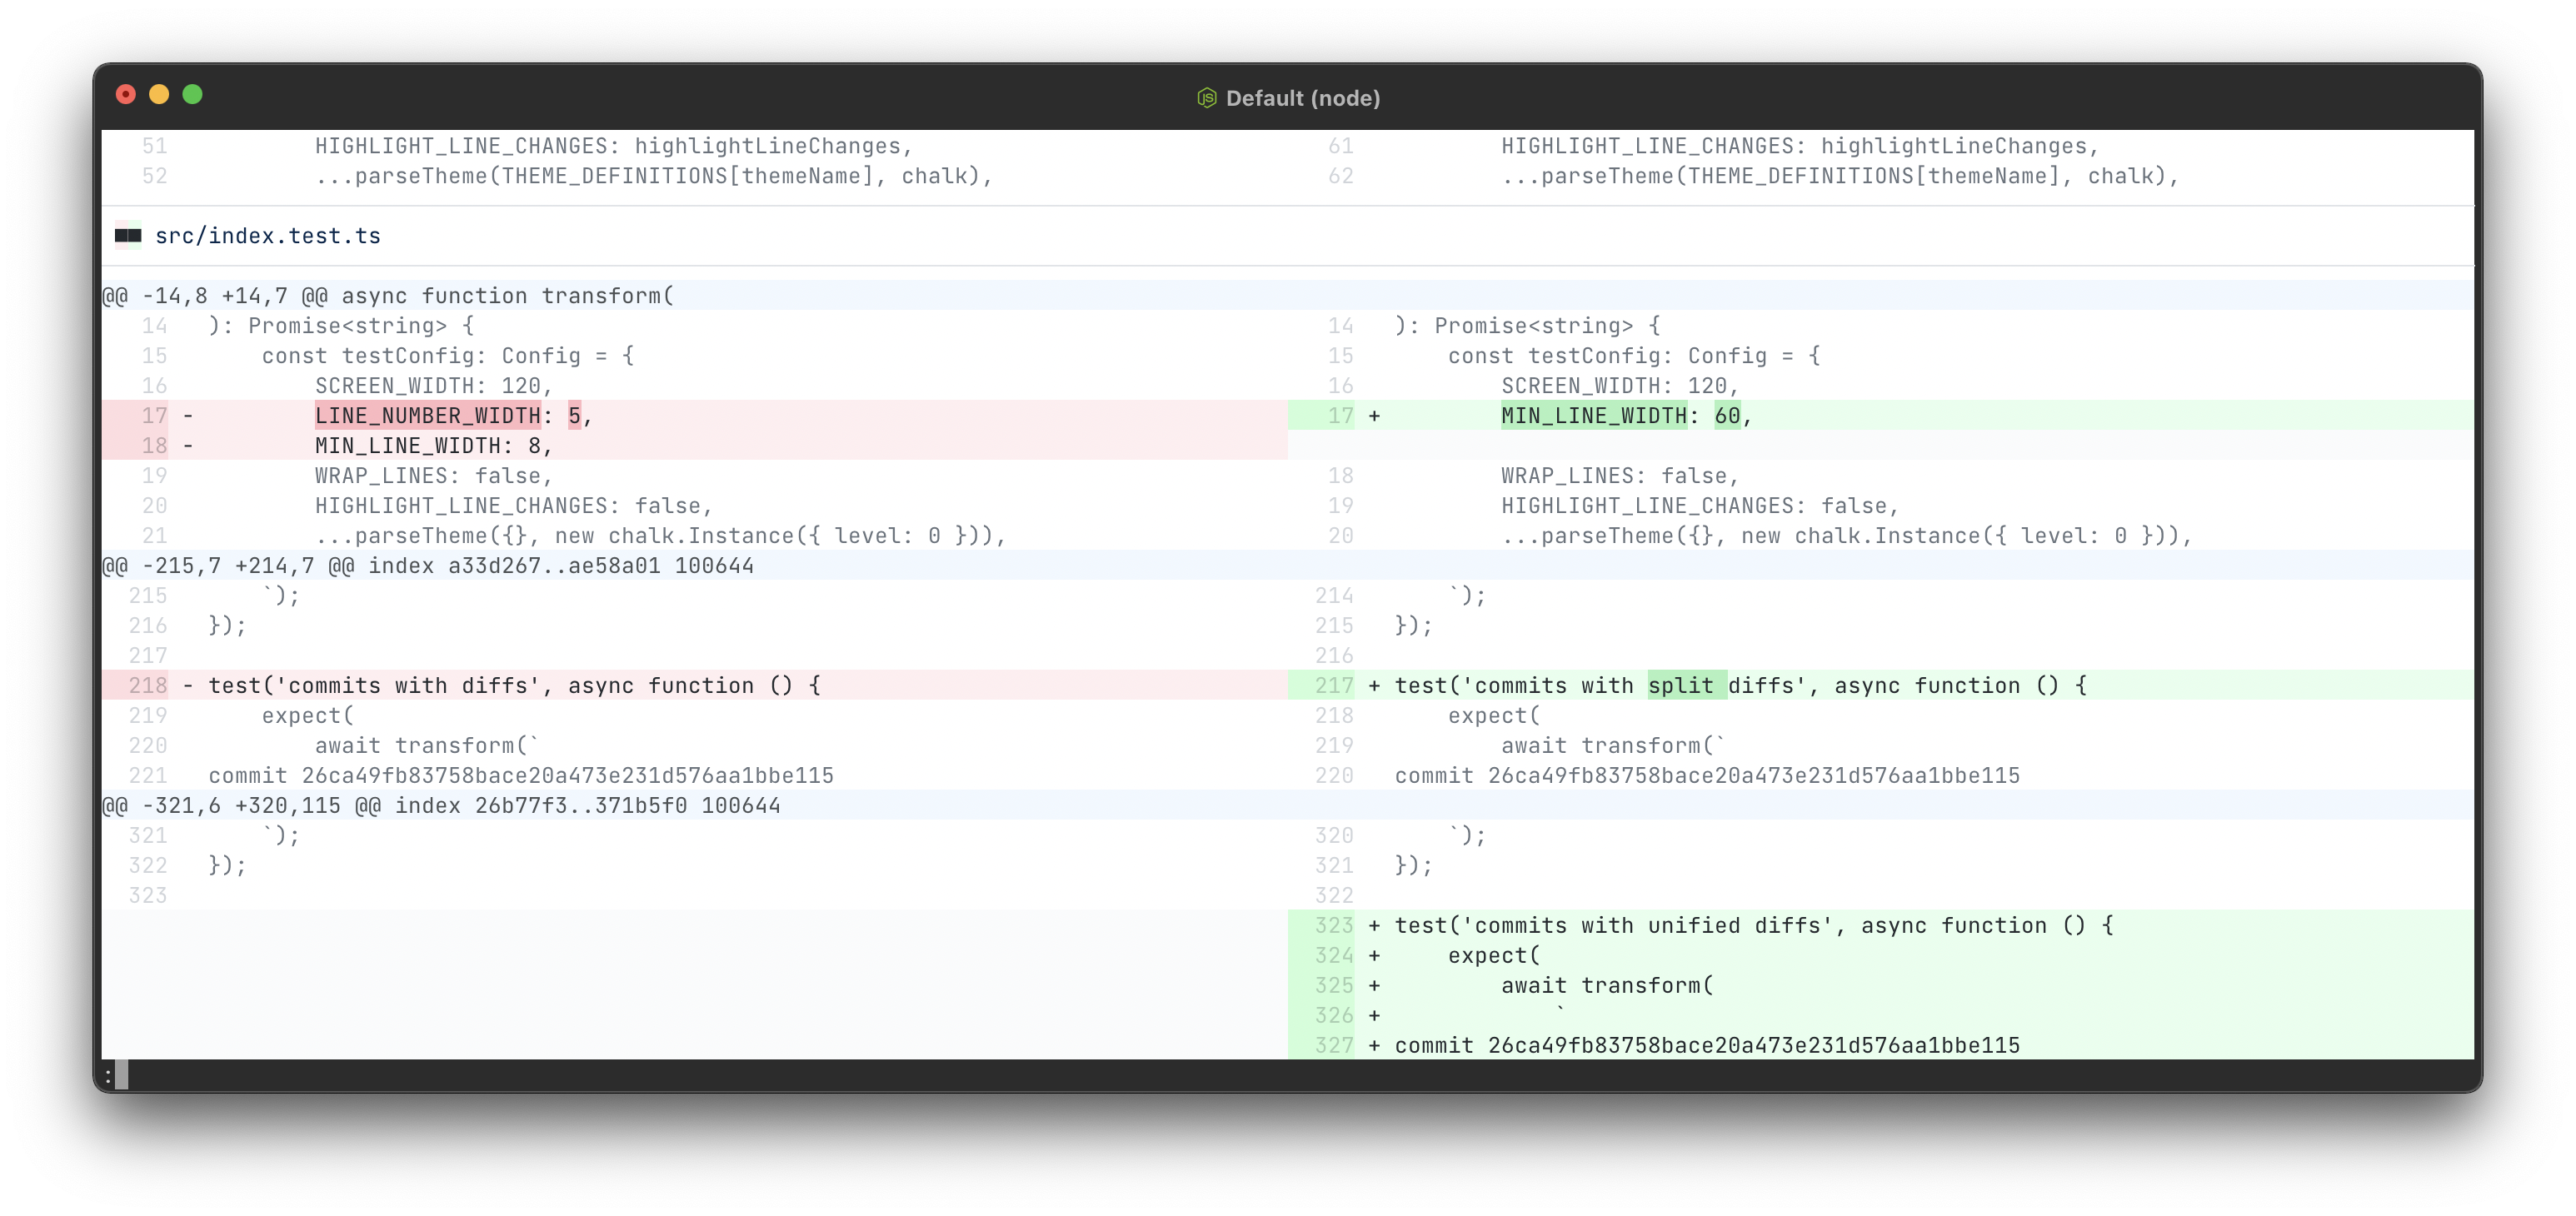 Default (node)
51 HIGHLIGHT_LINE_CHANGES: highlightLineChanges, 61 HIGHLIGHT_LINE_CHANGES: highlightLineChanges,
52 ...parseTheme(THEME_DEFINITIONS[themeName], chalk), 62 ...parseTheme(THEME_DEFINITIONS[themeName], chalk),
■■ src/index.test.ts
@@ -14,8 +14,7 @@ async function transform(
14 ): Promise<string> { 14 ): Promise<string> {
15 const testConfig: Config = { 15 const testConfig: Config = {
16 SCREEN_WIDTH: 120, 16 SCREEN_WIDTH: 120,
17 - LINE_NUMBER_WIDTH: 5, 17 + MIN_LINE_WIDTH: 60,
18 - MIN_LINE_WIDTH: 8,
19 WRAP_LINES: false, 18 WRAP_LINES: false,
20 HIGHLIGHT_LINE_CHANGES: false, 19 HIGHLIGHT_LINE_CHANGES: false,
21 ...parseTheme({}, new chalk.Instance({ level: 0 })), 20 ...parseTheme({}, new chalk.Instance({ level: 0 })),
@@ -215,7 +214,7 @@ index a33d267..ae58a01 100644
215 `); 214 `);
216 }); 215 });
217 216
218 - test('commits with diffs', async function () { 217 + test('commits with split diffs', async function () {
219 expect( 218 expect(
220 await transform(` 219 await transform(`
221 commit 26ca49fb83758bace20a473e231d576aa1bbe115 220 commit 26ca49fb83758bace20a473e231d576aa1bbe115
@@ -321,6 +320,115 @@ index 26b77f3..371b5f0 100644
321 `); 320 `);
322 }); 321 });
323 322
323 + test('commits with unified diffs', async function () {
324 + expect(
325 + await transform(
326 + `
327 + commit 26ca49fb83758bace20a473e231d576aa1bbe115
: